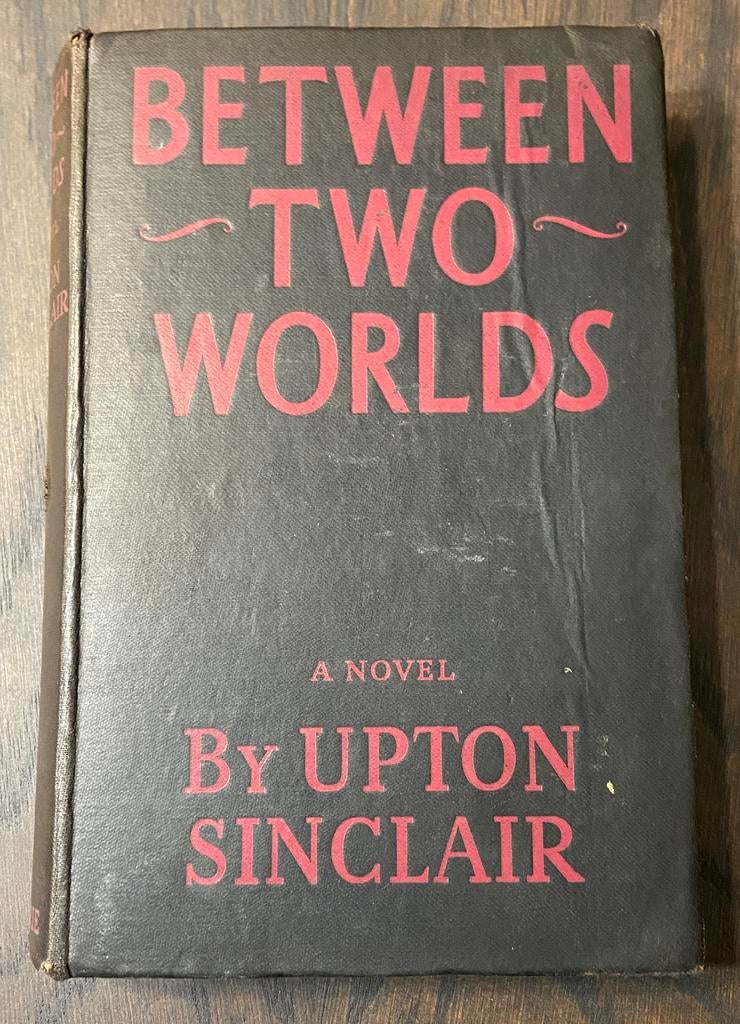 BETWEEN
TWO
WORLDS
A NOVEL
BY UPTON
SINCLAIR